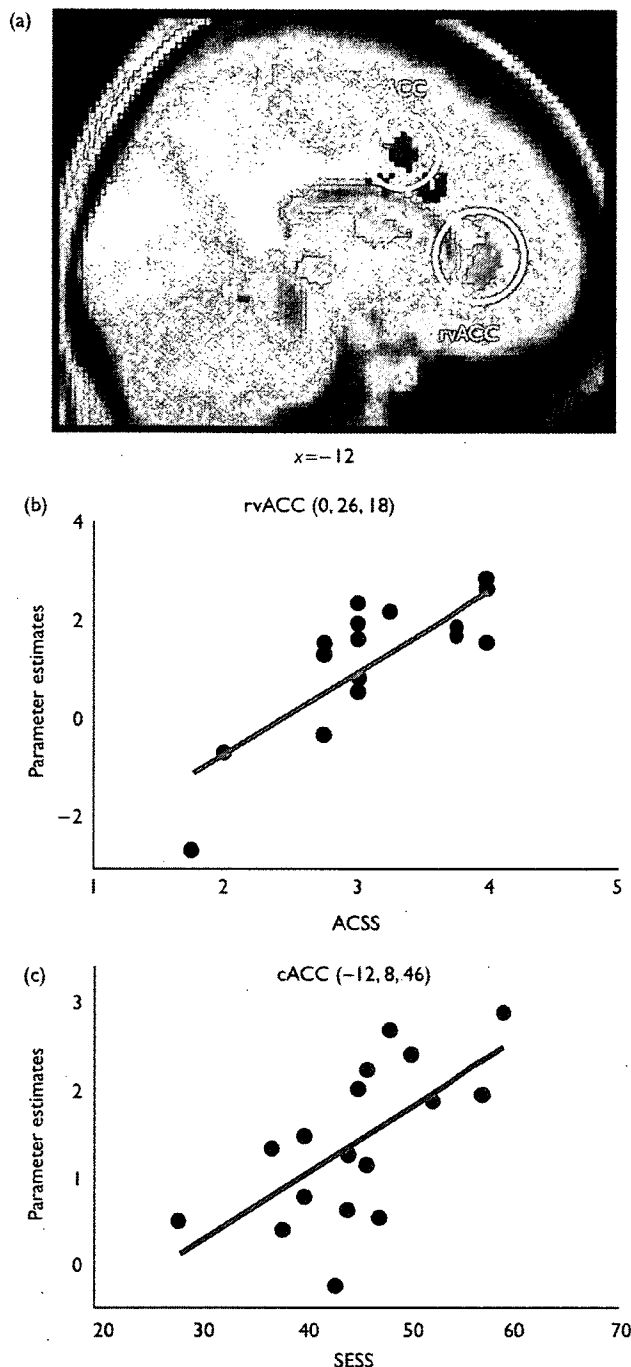 (a)
CC
rvACC
x=−12
(b)
rvACC (0, 26, 18)
4
2
0
−2
Parameter estimates
1 2 3 4 5
ACSS
(c)
cACC (−12, 8, 46)
3
2
1
0
Parameter estimates
20 30 40 50 60 70
SESS